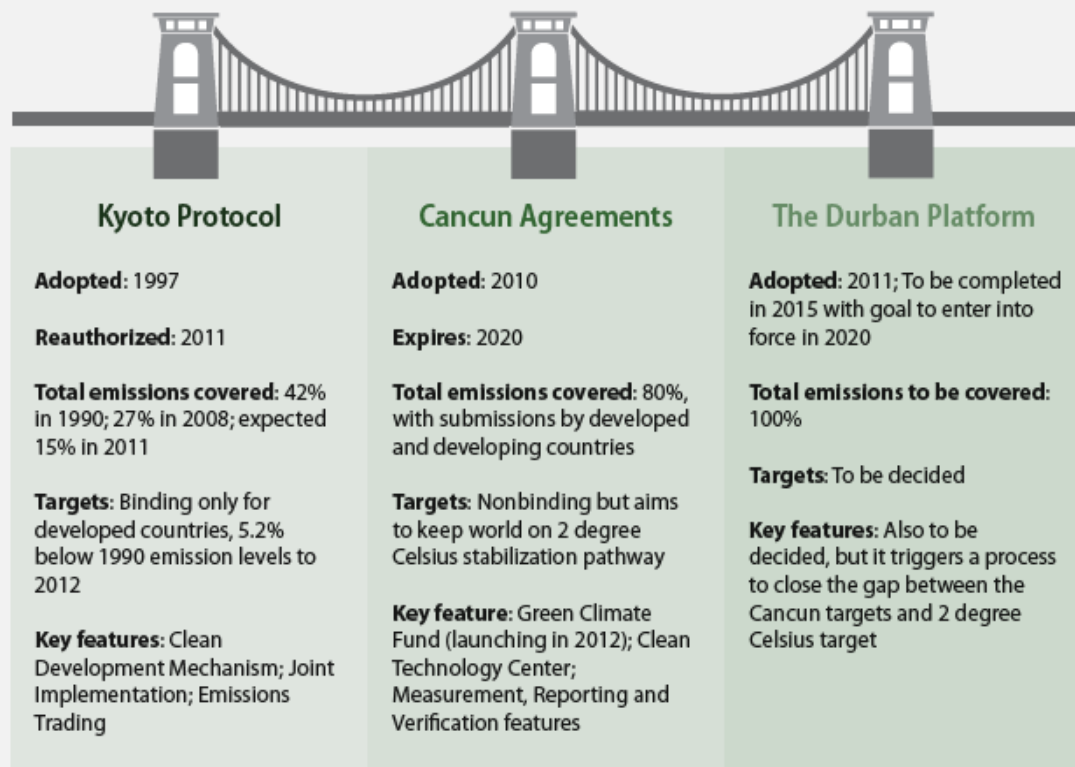 Kyoto Protocol
Adopted: 1997
Reauthorized: 2011
Total emissions covered: 42%
in 1990; 27% in 2008; expected
15% in 2011
Targets: Binding only for
developed countries, 5.2%
below 1990 emission levels to
2012
Key features: Clean
Development Mechanism; Joint
Implementation; Emissions
Trading
Cancun Agreements
Adopted: 2010
Expires: 2020
Total emissions covered: 80%,
with submissions by developed
and developing countries
Targets: Nonbinding but aims
to keep world on 2 degree
Celsius stabilization pathway
Key feature: Green Climate
Fund (launching in 2012); Clean
Technology Center;
Measurement, Reporting and
Verification features
The Durban Platform
Adopted: 2011; To be completed
in 2015 with goal to enter into
force in 2020
Total emissions to be covered:
100%
Targets: To be decided
Key features: Also to be
decided, but it triggers a process
to close the gap between the
Cancun targets and 2 degree
Celsius target